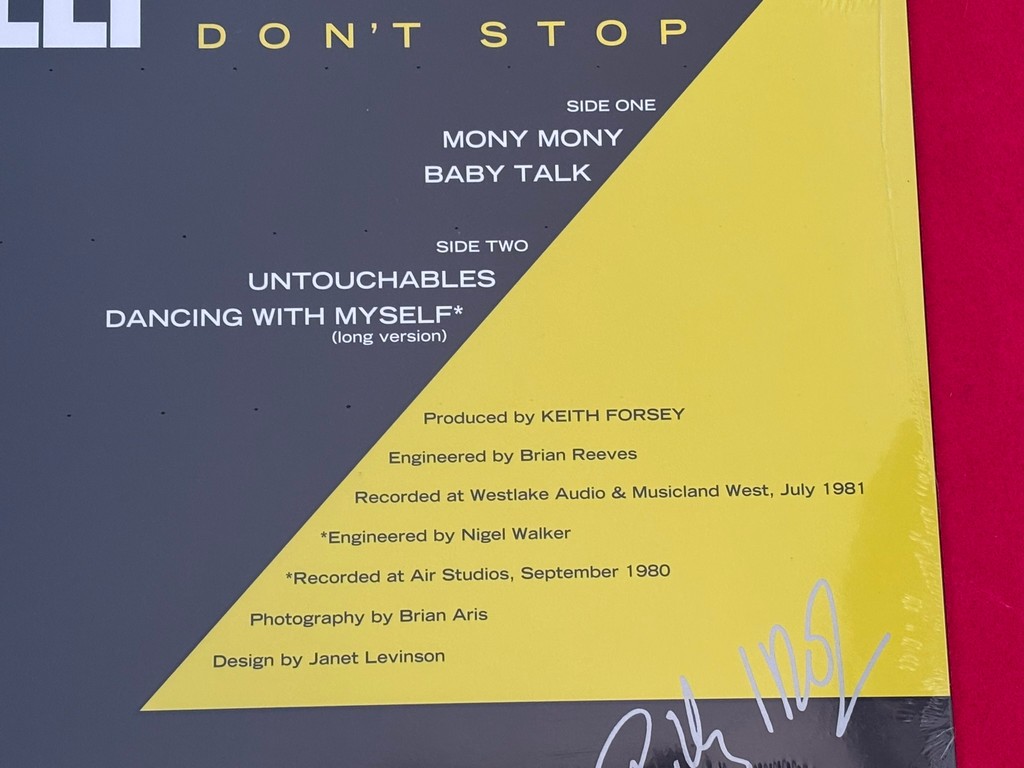 DON'T STOP
SIDE ONE
MONY MONY
BABY TALK
SIDE TWO
UNTOUCHABLES
DANCING WITH MYSELF*
(long version)
Produced by KEITH FORSEY
Engineered by Brian Reeves
Recorded at Westlake Audio & Musicland West, July 1981
*Engineered by Nigel Walker
*Recorded at Air Studios, September 1980
Photography by Brian Aris
Design by Janet Levinson